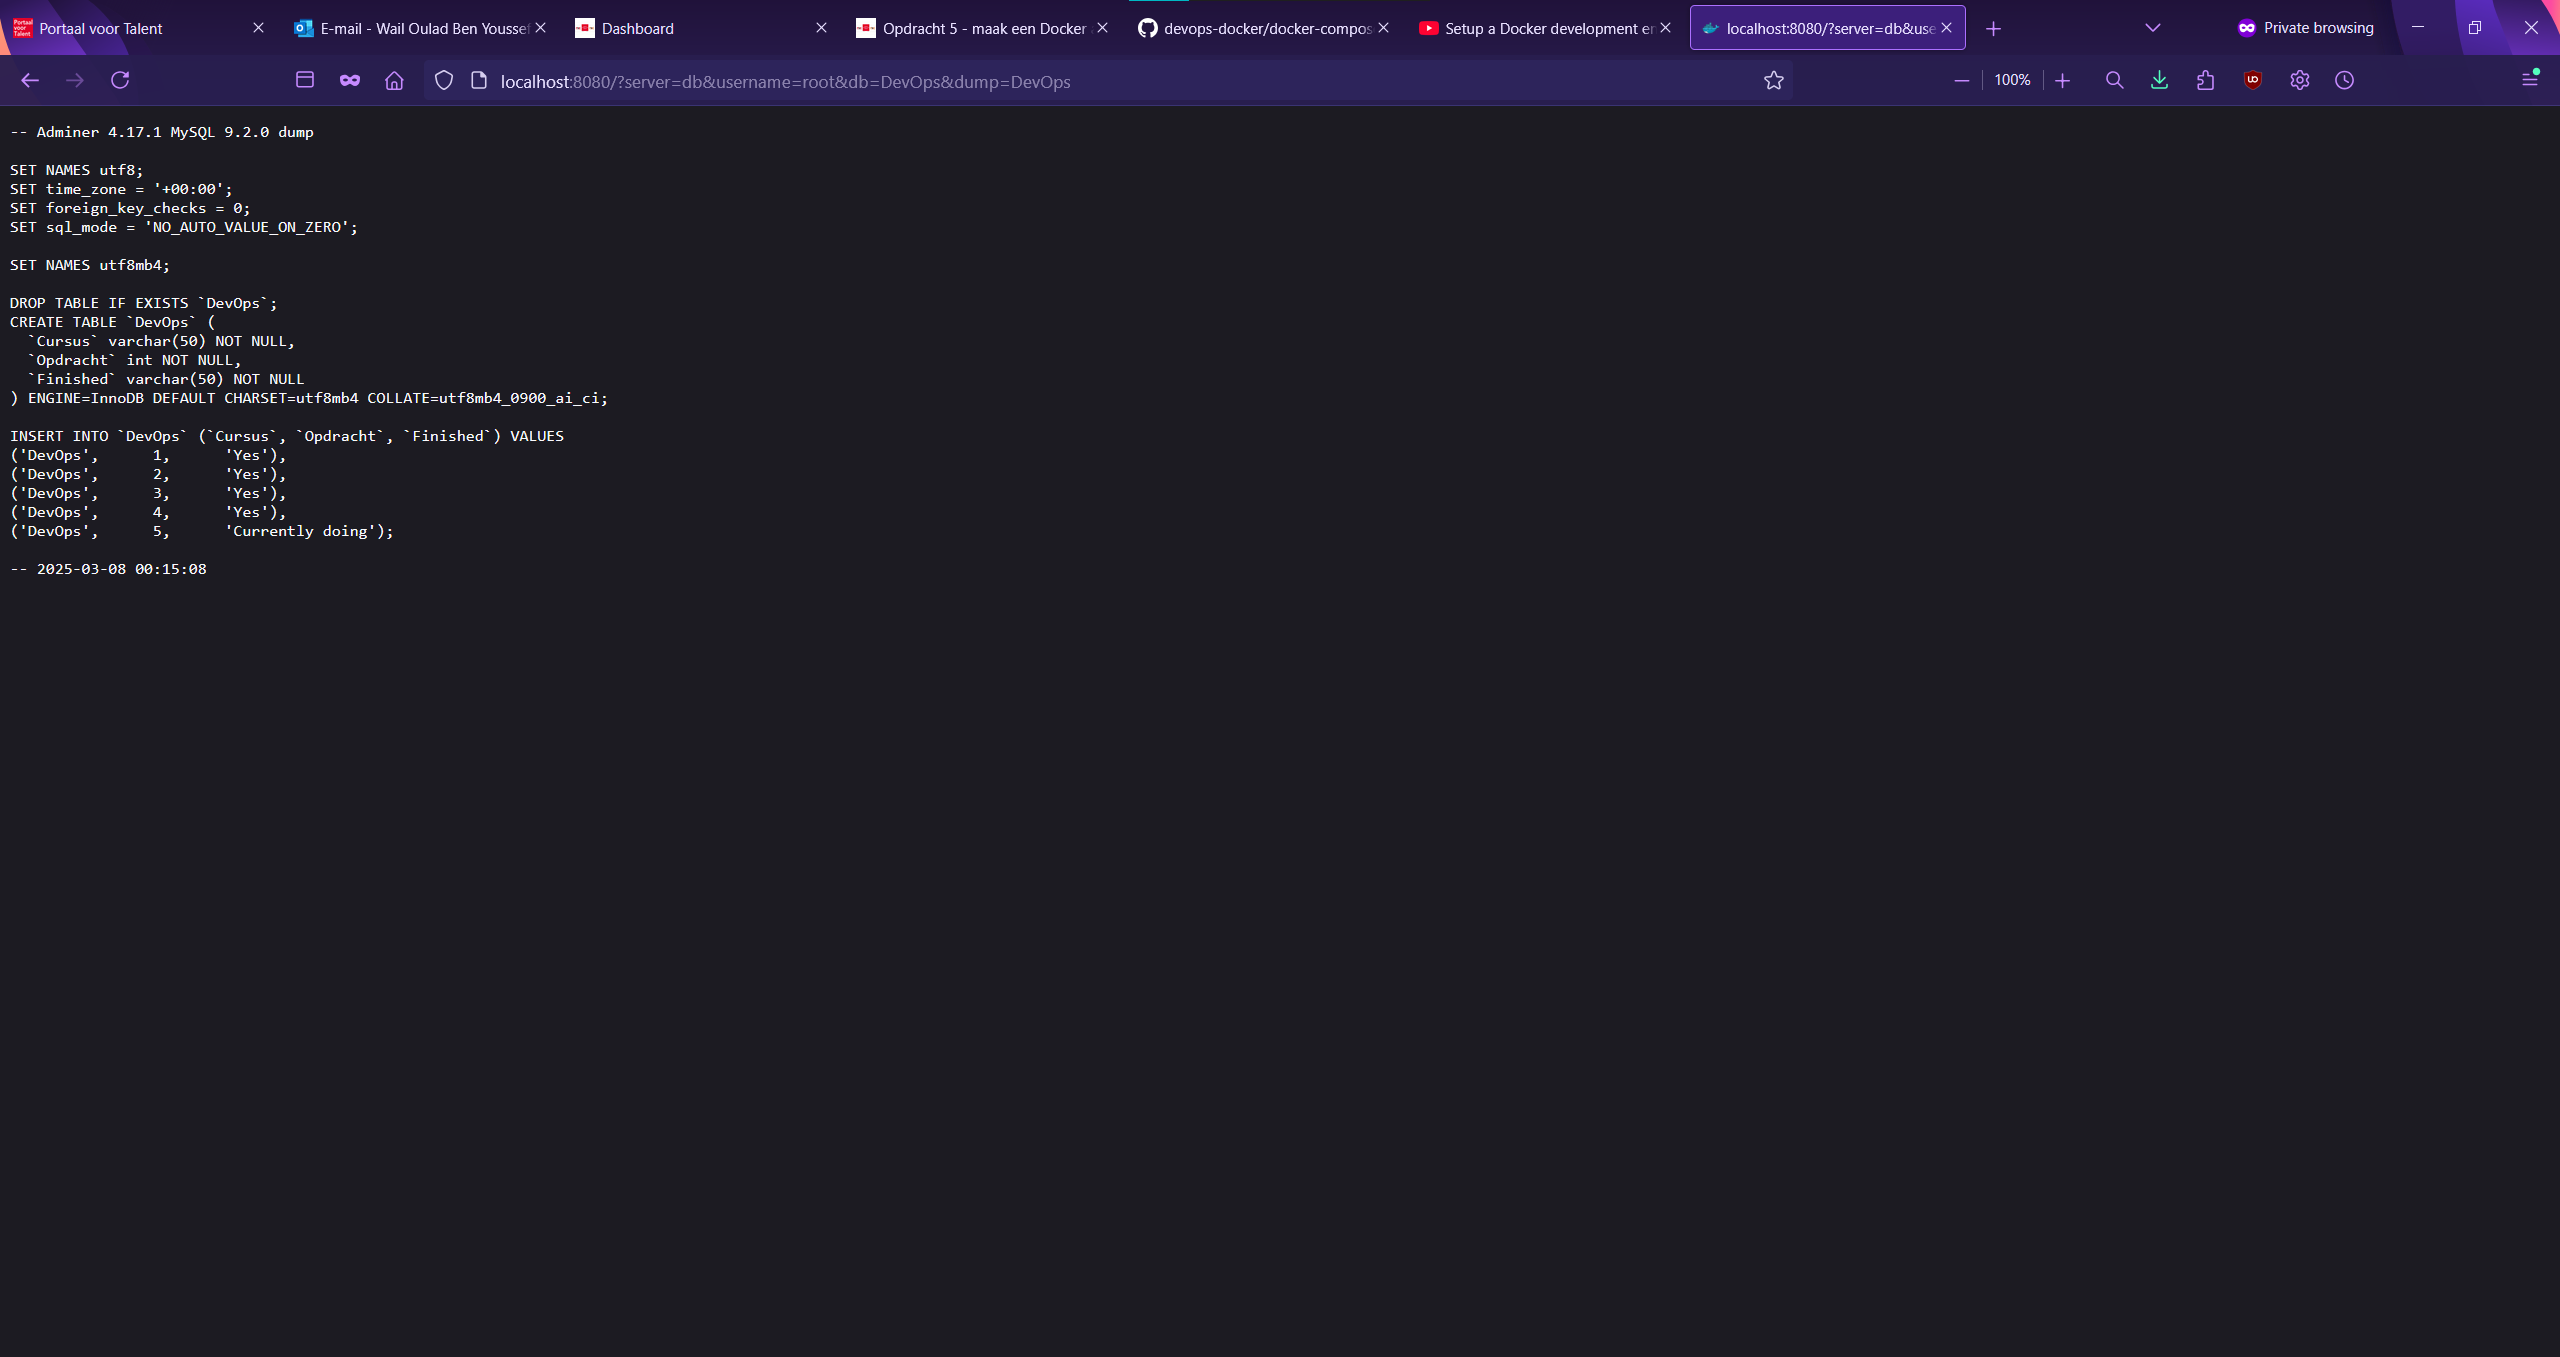 Portaal voor Talent
E-mail - Wail Oulad Ben Youssef
Dashboard
Opdracht 5 - maak een Docker
devops-docker/docker-compos
Setup a Docker development en
localhost:8080/?server=db&use
Private browsing
localhost:8080/?server=db&username=root&db=DevOps&dump=DevOps
100%
-- Adminer 4.17.1 MySQL 9.2.0 dump
SET NAMES utf8;
SET time_zone = '+00:00';
SET foreign_key_checks = 0;
SET sql_mode = 'NO_AUTO_VALUE_ON_ZERO';
SET NAMES utf8mb4;
DROP TABLE IF EXISTS `DevOps`;
CREATE TABLE `DevOps` (
  `Cursus` varchar(50) NOT NULL,
  `Opdracht` int NOT NULL,
  `Finished` varchar(50) NOT NULL
) ENGINE=InnoDB DEFAULT CHARSET=utf8mb4 COLLATE=utf8mb4_0900_ai_ci;
INSERT INTO `DevOps` (`Cursus`, `Opdracht`, `Finished`) VALUES
('DevOps',	1,	'Yes'),
('DevOps',	2,	'Yes'),
('DevOps',	3,	'Yes'),
('DevOps',	4,	'Yes'),
('DevOps',	5,	'Currently doing');
-- 2025-03-08 00:15:08